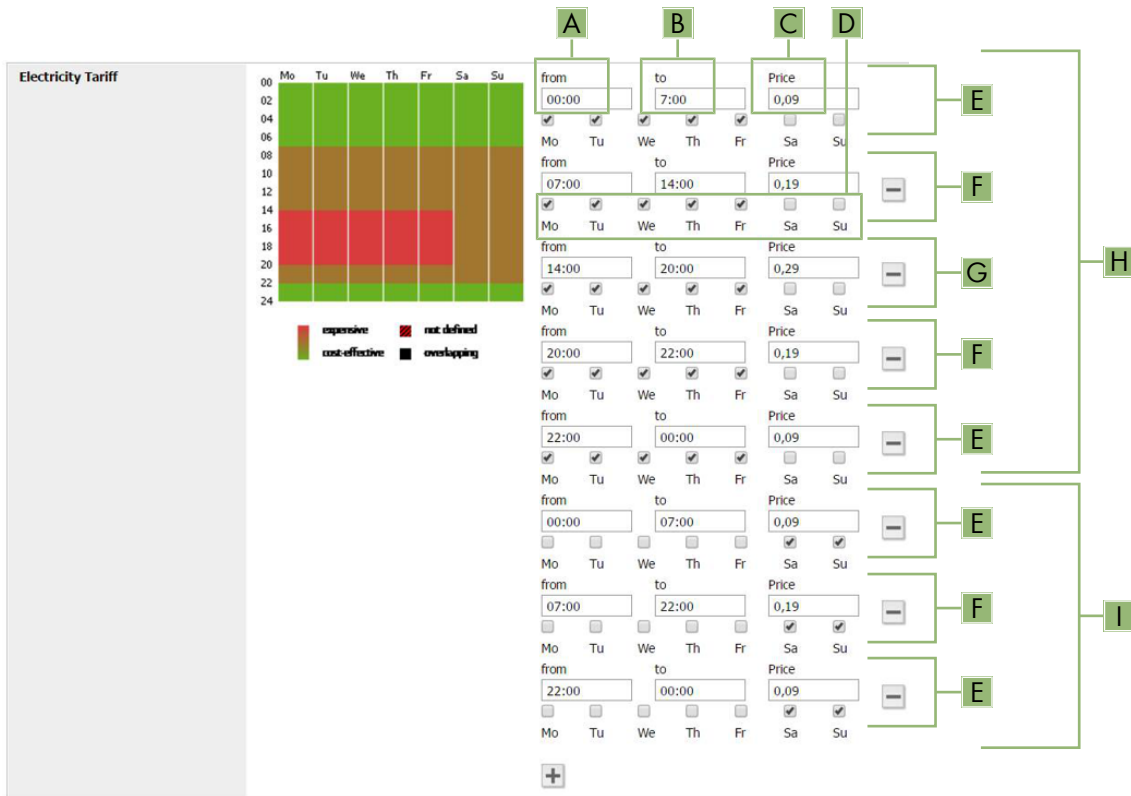 A B C D
Electricity Tariff
Mo Tu We Th Fr Sa Su
00
02
04
06
08
10
12
14
16
18
20
22
24
expensive not defined
cost-effective overlapping
from to Price
00:00 7:00 0,09
Mo Tu We Th Fr Sa Su
E
from to Price
07:00 14:00 0,19
Mo Tu We Th Fr Sa Su
F
from to Price
14:00 20:00 0,29
Mo Tu We Th Fr Sa Su
G
H
from to Price
20:00 22:00 0,19
Mo Tu We Th Fr Sa Su
F
from to Price
22:00 00:00 0,09
Mo Tu We Th Fr Sa Su
E
from to Price
00:00 07:00 0,09
Mo Tu We Th Fr Sa Su
E
from to Price
07:00 22:00 0,19
Mo Tu We Th Fr Sa Su
F
I
from to Price
22:00 00:00 0,09
Mo Tu We Th Fr Sa Su
E